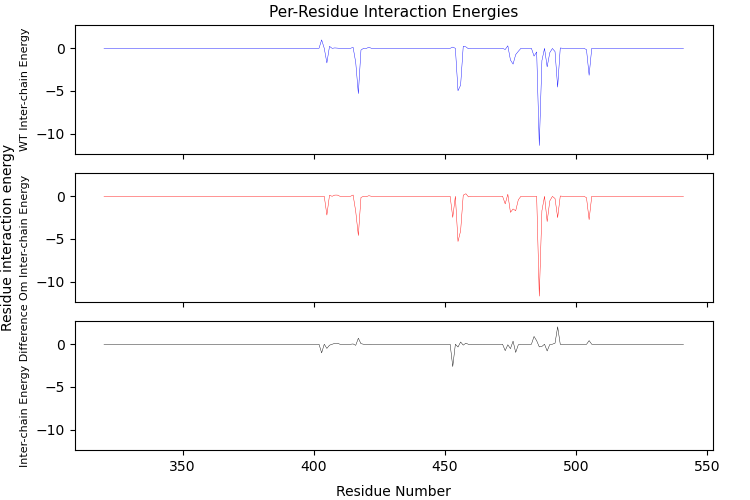 Per-Residue Interaction Energies
WT Inter-chain Energy
0
−5
−10
Residue interaction energy
Om Inter-chain Energy
0
−5
−10
Inter-chain Energy Difference
0
−5
−10
350
400
450
500
550
Residue Number